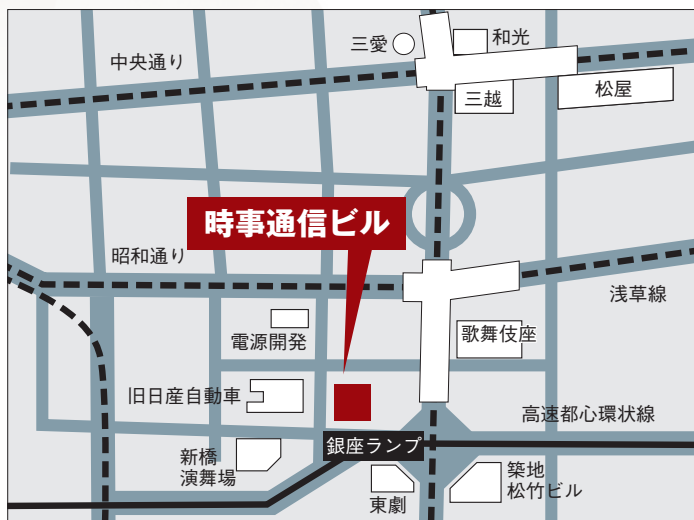 三愛
和光
中央通り
三越
松屋
時事通信ビル
昭和通り
浅草線
電源開発
歌舞伎座
旧日産自動車
高速都心環状線
銀座ランプ
新橋
演舞場
築地
松竹ビル
東劇